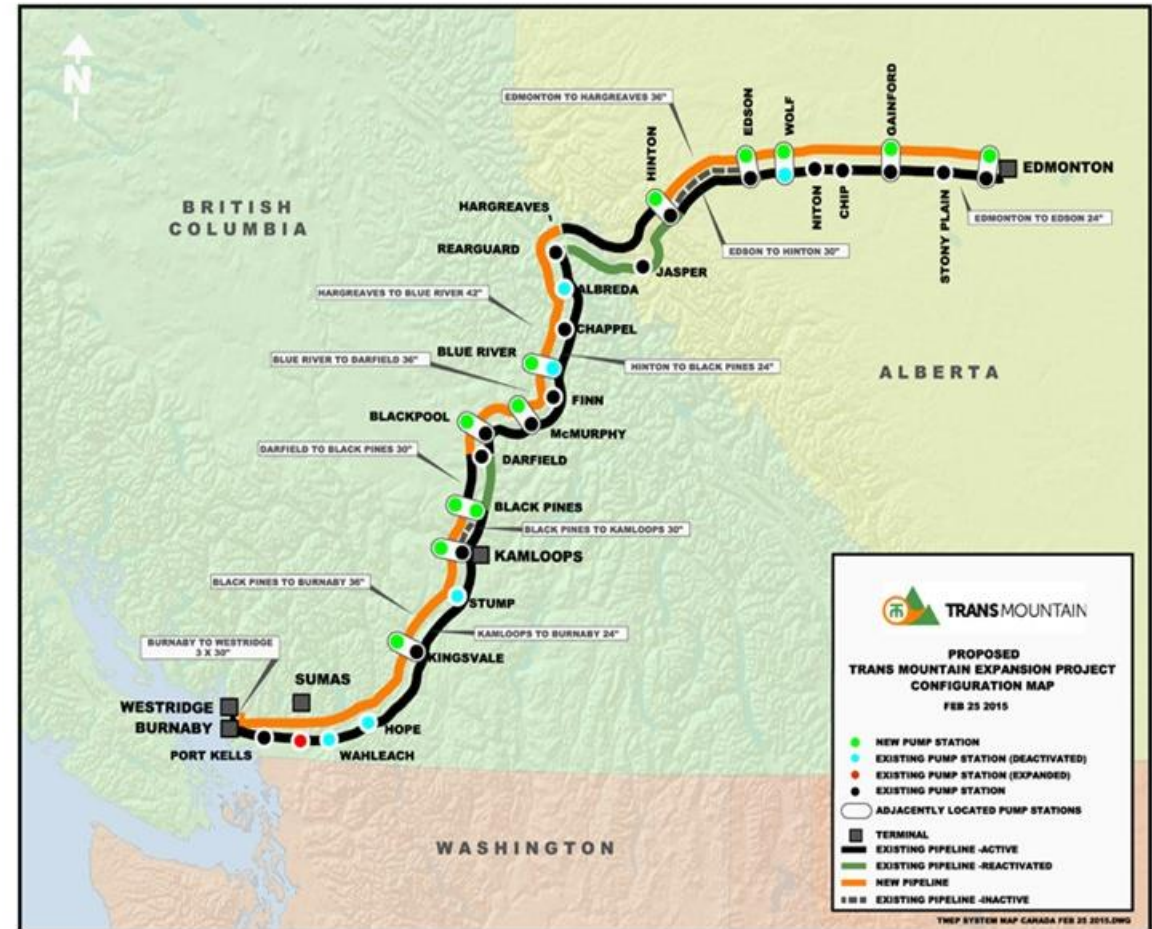 N
BRITISH
COLUMBIA
ALBERTA
WASHINGTON
EDMONTON TO HARGREAVES 36"
EDSON
WOLF
GAINFORD
HINTON
EDMONTON
NITON
CHIP
STONY PLAIN
EDMONTON TO EDSON 24"
EDSON TO HINTON 30"
HARGREAVES
REARGUARD
JASPER
ALBREDA
HARGREAVES TO BLUE RIVER 42"
CHAPPEL
BLUE RIVER
BLUE RIVER TO DARFIELD 36"
HINTON TO BLACK PINES 24"
FINN
BLACKPOOL
McMURPHY
DARFIELD TO BLACK PINES 30"
DARFIELD
BLACK PINES
BLACK PINES TO KAMLOOPS 30"
KAMLOOPS
BLACK PINES TO BURNABY 36"
STUMP
KAMLOOPS TO BURNABY 24"
KINGSVALE
BURNABY TO WESTRIDGE
3 X 30"
SUMAS
WESTRIDGE
BURNABY
HOPE
PORT KELLS
WAHLEACH
TRANSMOUNTAIN
PROPOSED
TRANS MOUNTAIN EXPANSION PROJECT
CONFIGURATION MAP
FEB 25 2015
NEW PUMP STATION
EXISTING PUMP STATION (DEACTIVATED)
EXISTING PUMP STATION (EXPANDED)
EXISTING PUMP STATION
ADJACENTLY LOCATED PUMP STATIONS
TERMINAL
EXISTING PIPELINE -ACTIVE
EXISTING PIPELINE -REACTIVATED
NEW PIPELINE
EXISTING PIPELINE -INACTIVE
TMEP SYSTEM MAP CANADA FEB 25 2015.DWG